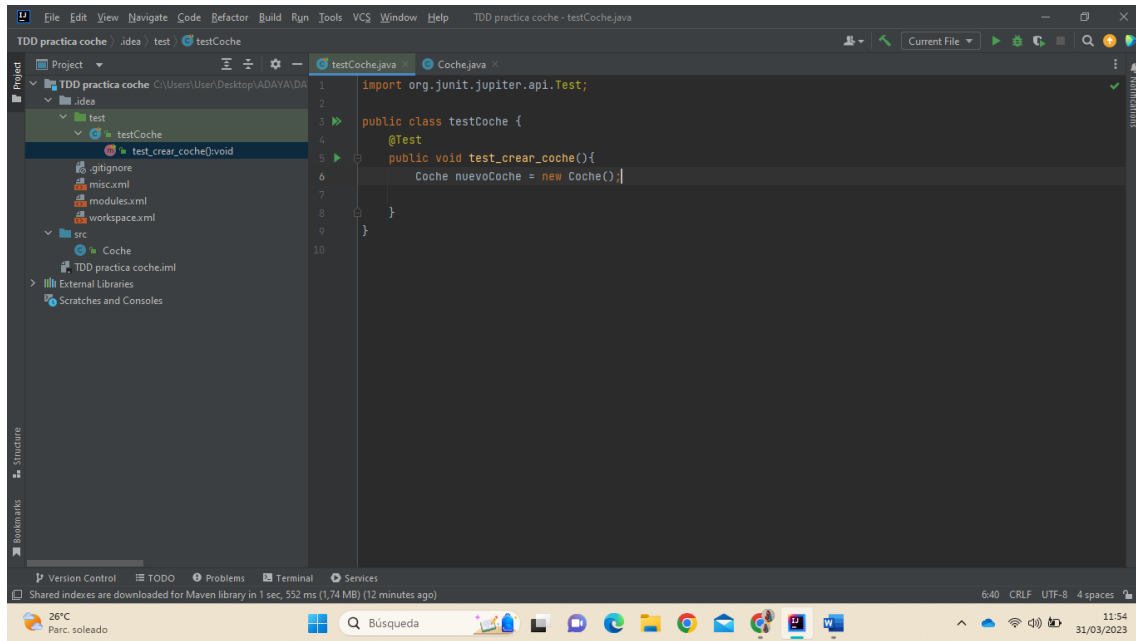 File Edit View Navigate Code Refactor Build Run Tools VCS Window Help TDD practica coche - testCoche.java
TDD practica coche .idea test testCoche
Current File
Project
testCoche.java
Coche.java
Project
TDD practica coche C:\Users\User\Desktop\ADAYA\DA
.idea
test
testCoche
test_crear_coche():void
.gitignore
misc.xml
modules.xml
workspace.xml
src
Coche
TDD practica coche.iml
External Libraries
Scratches and Consoles
1 import org.junit.jupiter.api.Test;
2
3 public class testCoche {
4 @Test
5 public void test_crear_coche(){
6 Coche nuevoCoche = new Coche();
7
8 }
9 }
10
Notifications
Structure
Bookmarks
Version Control TODO Problems Terminal Services
Shared indexes are downloaded for Maven library in 1 sec, 552 ms (1,74 MB) (12 minutes ago)
6:40 CRLF UTF-8 4 spaces
26°C
Parc. soleado
Búsqueda
11:54
31/03/2023